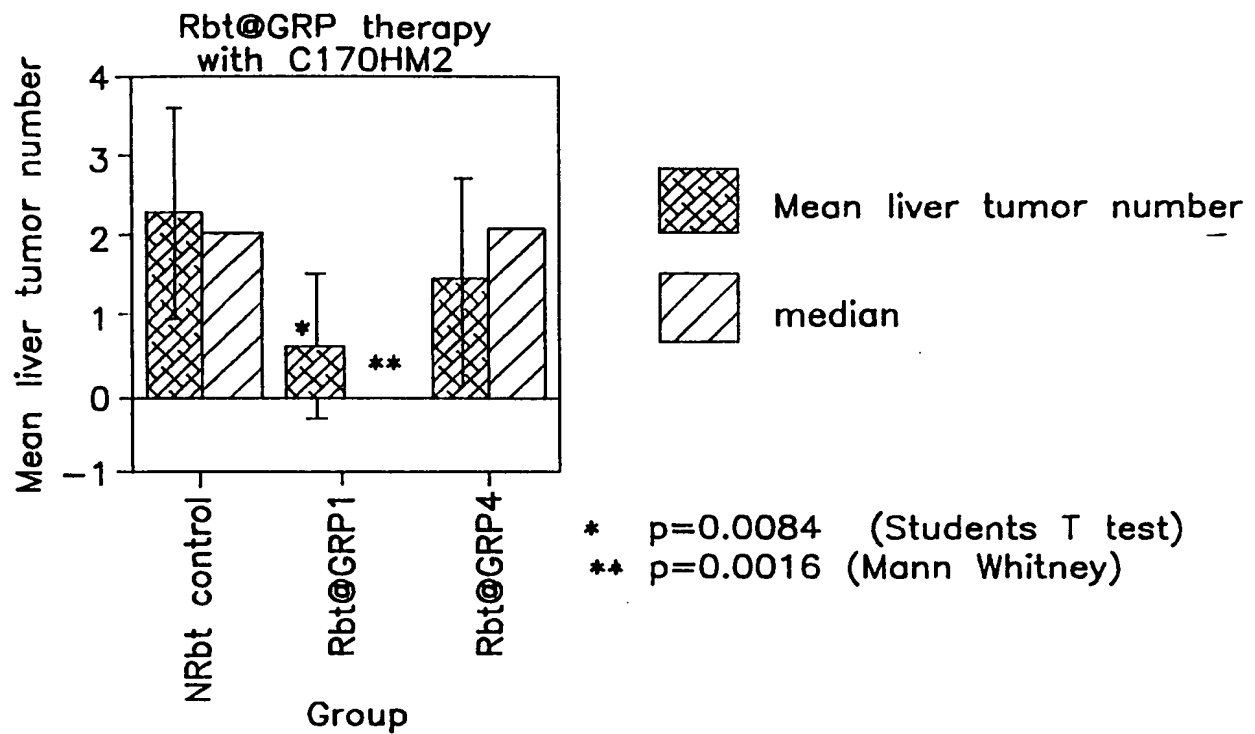 Rbt@GRP therapy
with C170HM2
Mean liver tumor number
4
3
2
1
0
-1
*
**
NRbt control
Rbt@GRP1
Rbt@GRP4
Group
Mean liver tumor number
median
* p=0.0084 (Students T test)
** p=0.0016 (Mann Whitney)